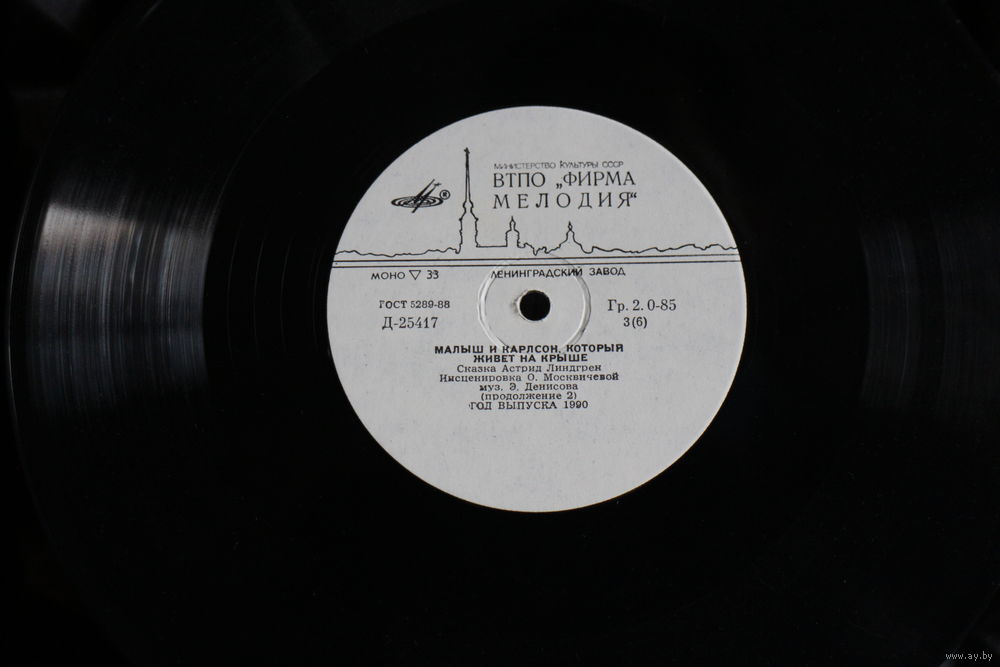 МИНИСТЕРСТВО КУЛЬТУРЫ СССР
ВТПО „ФИРМА
МЕЛОДИЯ“
R
МОНО ▽ 33
ЛЕНИНГРАДСКИЙ ЗАВОД
ГОСТ 5289-88
Гр. 2. 0-85
Д-25417
3(6)
МАЛЫШ И КАРЛСОН, КОТОРЫЙ
ЖИВЕТ НА КРЫШЕ
Сказка Астрид Линдгрен
Инсценировка О. Москвичевой
муз. Э. Денисова
(продолжение 2)
ГОД ВЫПУСКА 1990
www.ay.by